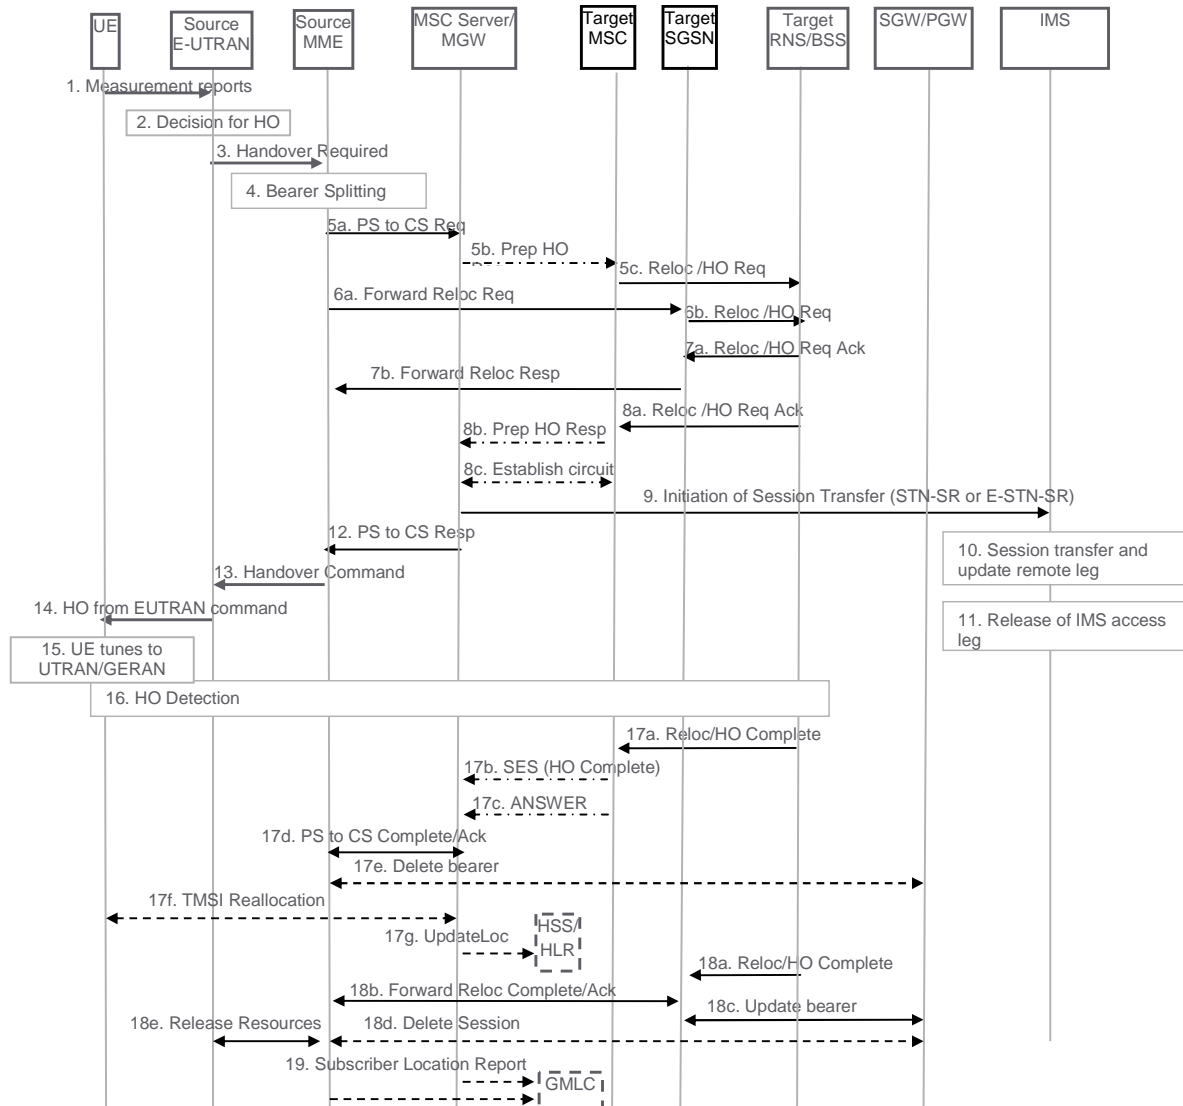 UE
Source
E-UTRAN
Source
MME
MSC Server/
MGW
Target
MSC
Target
SGSN
Target
RNS/BSS
SGW/PGW
IMS
1. Measurement reports
2. Decision for HO
3. Handover Required
4. Bearer Splitting
5a. PS to CS Req
5b. Prep HO
5c. Reloc /HO Req
6a. Forward Reloc Req
6b. Reloc /HO Req
7a. Reloc /HO Req Ack
7b. Forward Reloc Resp
8a. Reloc /HO Req Ack
8b. Prep HO Resp
8c. Establish circuit
9. Initiation of Session Transfer (STN-SR or E-STN-SR)
12. PS to CS Resp
10. Session transfer and
update remote leg
13. Handover Command
14. HO from EUTRAN command
11. Release of IMS access
leg
15. UE tunes to
UTRAN/GERAN
16. HO Detection
17a. Reloc/HO Complete
17b. SES (HO Complete)
17c. ANSWER
17d. PS to CS Complete/Ack
17e. Delete bearer
17f. TMSI Reallocation
HSS/
HLR
17g. UpdateLoc
18a. Reloc/HO Complete
18b. Forward Reloc Complete/Ack
18c. Update bearer
18e. Release Resources
18d. Delete Session
19. Subscriber Location Report
GMLC